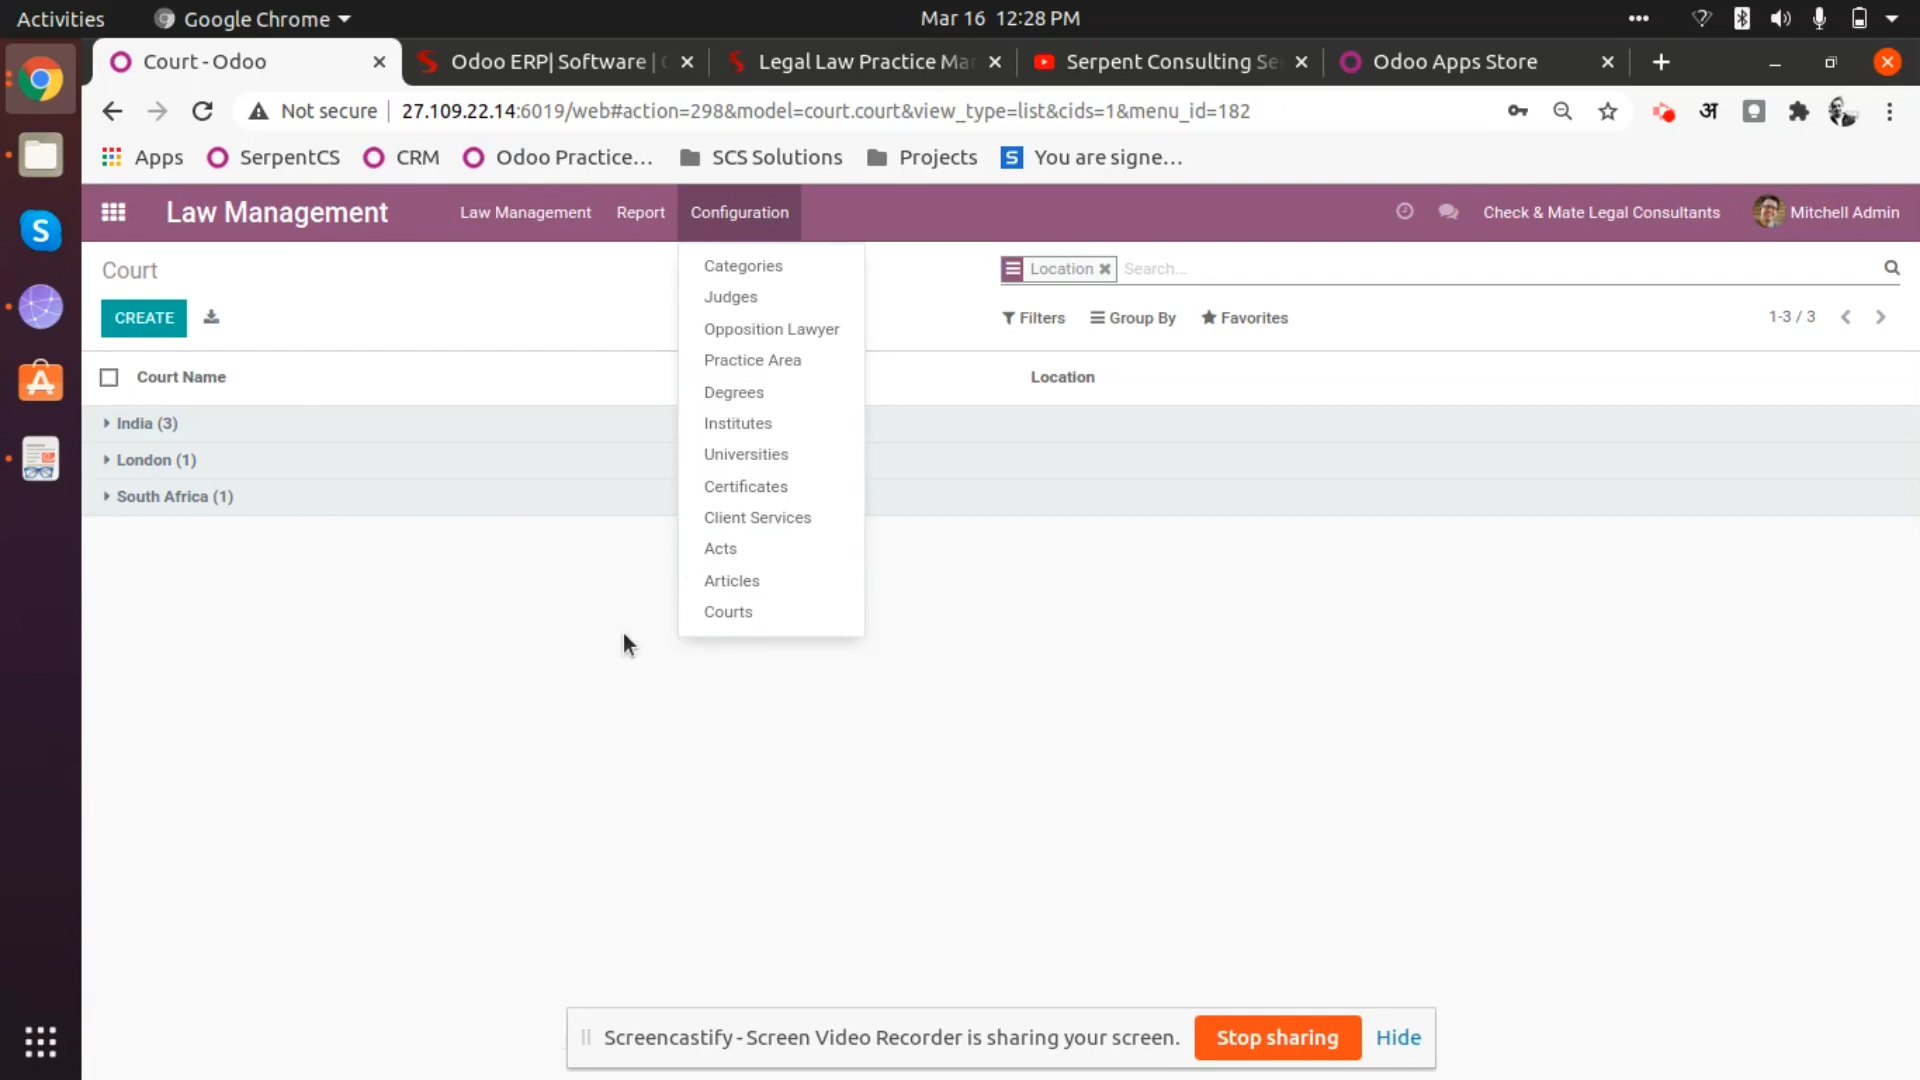 Activities
Google Chrome
Mar 16 12:28 PM
Court - Odoo
Odoo ERP| Software |
Legal Law Practice Ma
Serpent Consulting Se
Odoo Apps Store
Not secure
27.109.22.14:6019/web#action=298&model=court.court&view_type=list&cids=1&menu_id=182
अ
Apps
SerpentCS
CRM
Odoo Practice...
SCS Solutions
Projects
S
You are signe...
Law Management
Law Management
Report
Configuration
Check & Mate Legal Consultants
Mitchell Admin
Court
Location
Search...
CREATE
Filters
Group By
Favorites
1-3 / 3
Categories
Judges
Opposition Lawyer
Practice Area
Degrees
Institutes
Universities
Certificates
Client Services
Acts
Articles
Courts
Court Name
Location
India (3)
London (1)
South Africa (1)
Screencastify - Screen Video Recorder is sharing your screen.
Stop sharing
Hide